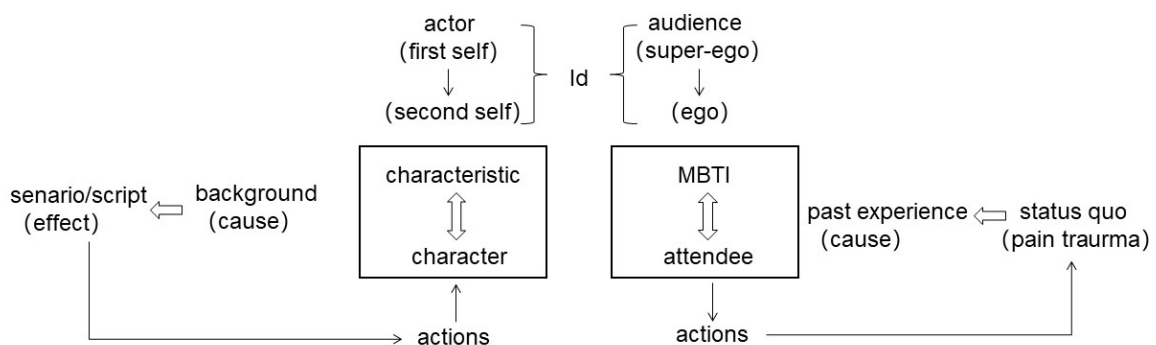 actor
(first self)
(second self)
Id
audience
(super-ego)
(ego)
senario/script
(effect)
background
(cause)
characteristic
character
actions
MBTI
attendee
actions
past experience
(cause)
status quo
(pain traurma)